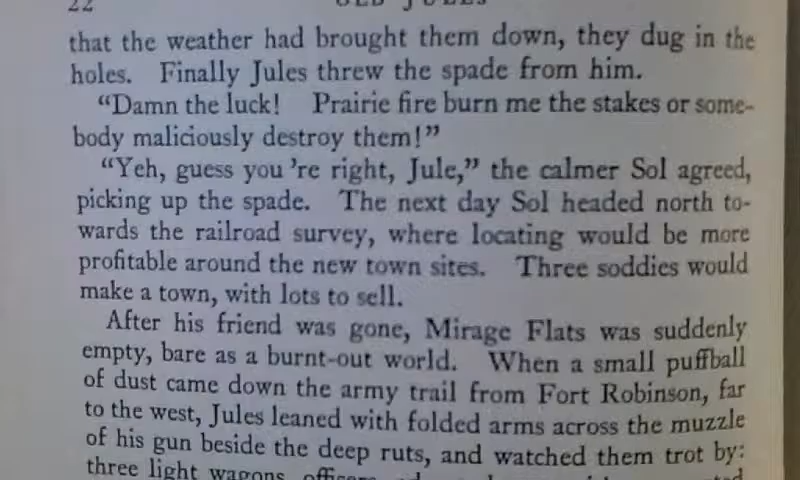 22 OLD JULES
that the weather had brought them down, they dug in the
holes. Finally Jules threw the spade from him.
“Damn the luck! Prairie fire burn me the stakes or some-
body maliciously destroy them!”
“Yeh, guess you ’re right, Jule,” the calmer Sol agreed,
picking up the spade. The next day Sol headed north to-
wards the railroad survey, where locating would be more
profitable around the new town sites. Three soddies would
make a town, with lots to sell.
After his friend was gone, Mirage Flats was suddenly
empty, bare as a burnt-out world. When a small puffball
of dust came down the army trail from Fort Robinson, far
to the west, Jules leaned with folded arms across the muzzle
of his gun beside the deep ruts, and watched them trot by:
three light wagons, officers